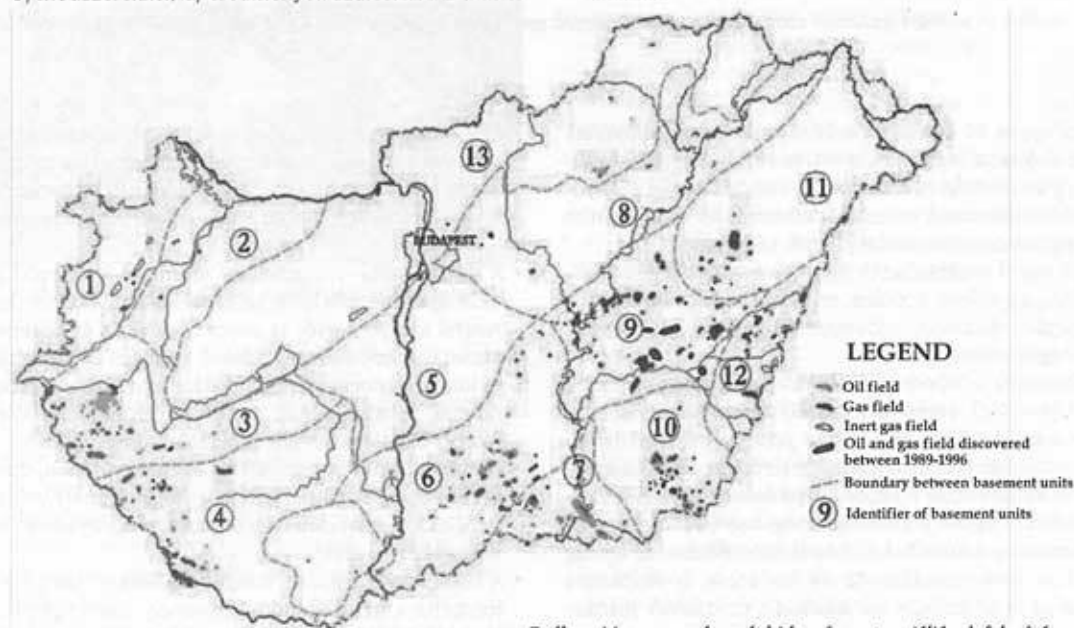 13
11
8
2
BUDAPEST
1
9
LEGEND
Oil field
Gas field
Inert gas field
Oil and gas field discovered
between 1989-1996
Boundary between basement units
9 Identifier of basement units
12
5
3
10
7
6
4